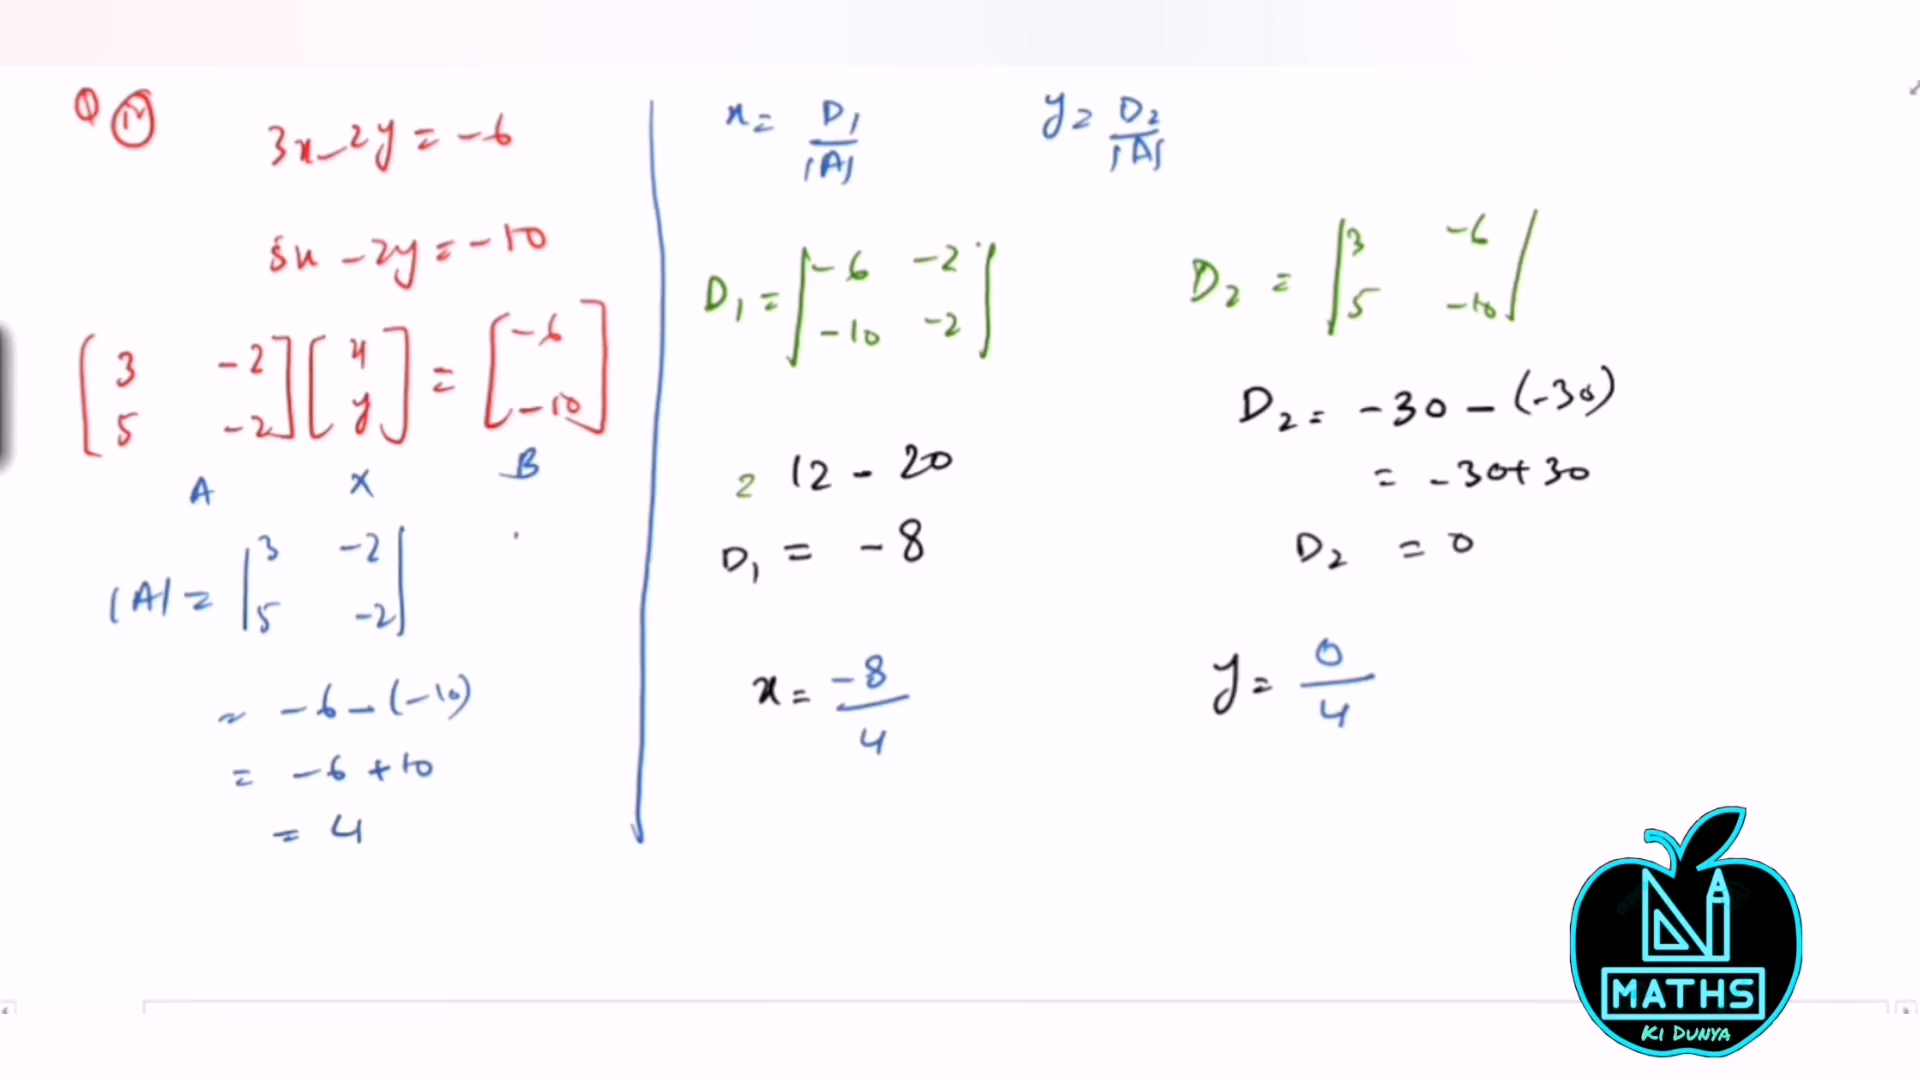 Q (iv)
3x - 2y = -6
5x - 2y = -10
[3 -2] [x] = [-6]
[5 -2] [y] [-10]
A X B
|A| = |3 -2|
|5 -2|
= -6 - (-10)
= -6 + 10
= 4
x = D₁/|A|
y = D₂/|A|
D₁ = |-6 -2|
|-10 -2|
= 12 - 20
D₁ = -8
x = -8/4
D₂ = |3 -6|
|5 -10|
D₂ = -30 - (-30)
= -30 + 30
D₂ = 0
y = 0/4
MATHS
KI DUNYA